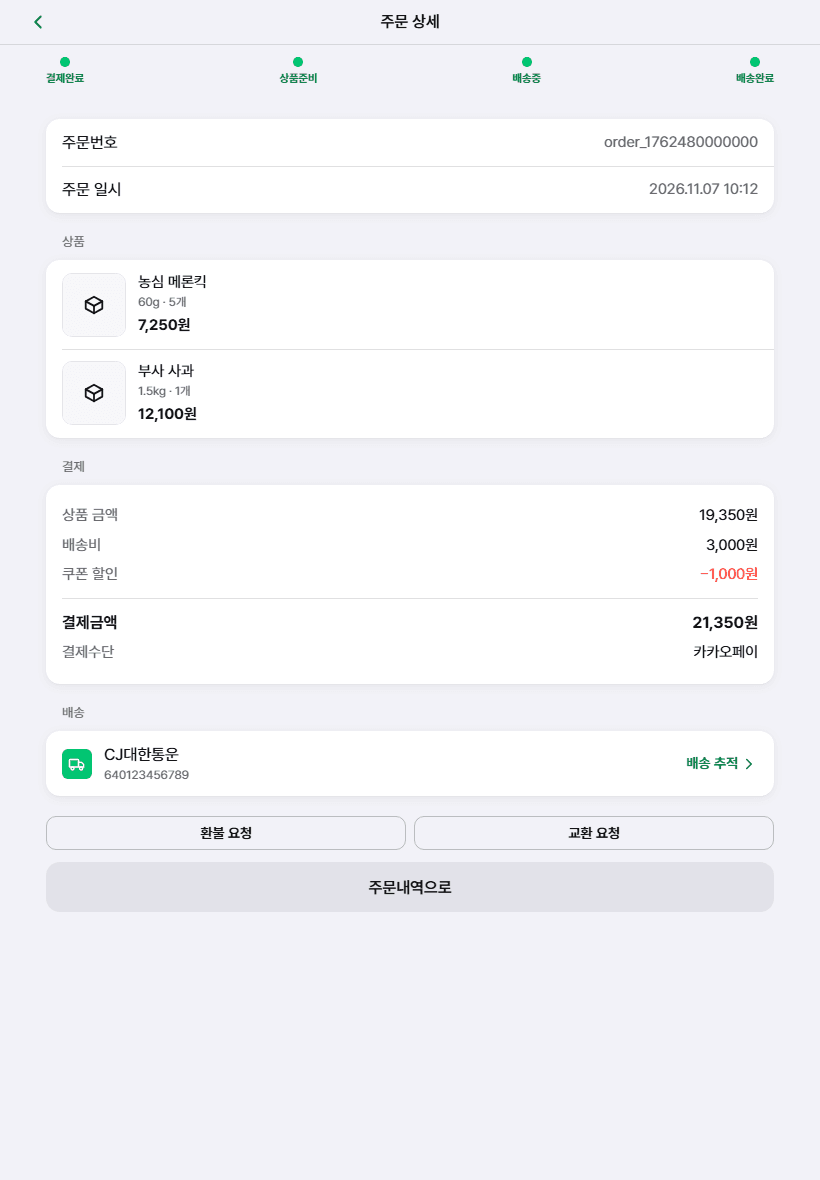 주문 상세
결제완료
상품준비
배송중
배송완료
주문번호 order_1762480000000
주문 일시 2026.11.07 10:12
상품
농심 메론킥
60g · 5개
7,250원
부사 사과
1.5kg · 1개
12,100원
결제
상품 금액 19,350원
배송비 3,000원
쿠폰 할인 −1,000원
결제금액 21,350원
결제수단 카카오페이
배송
CJ대한통운
640123456789
배송 추적
환불 요청
교환 요청
주문내역으로